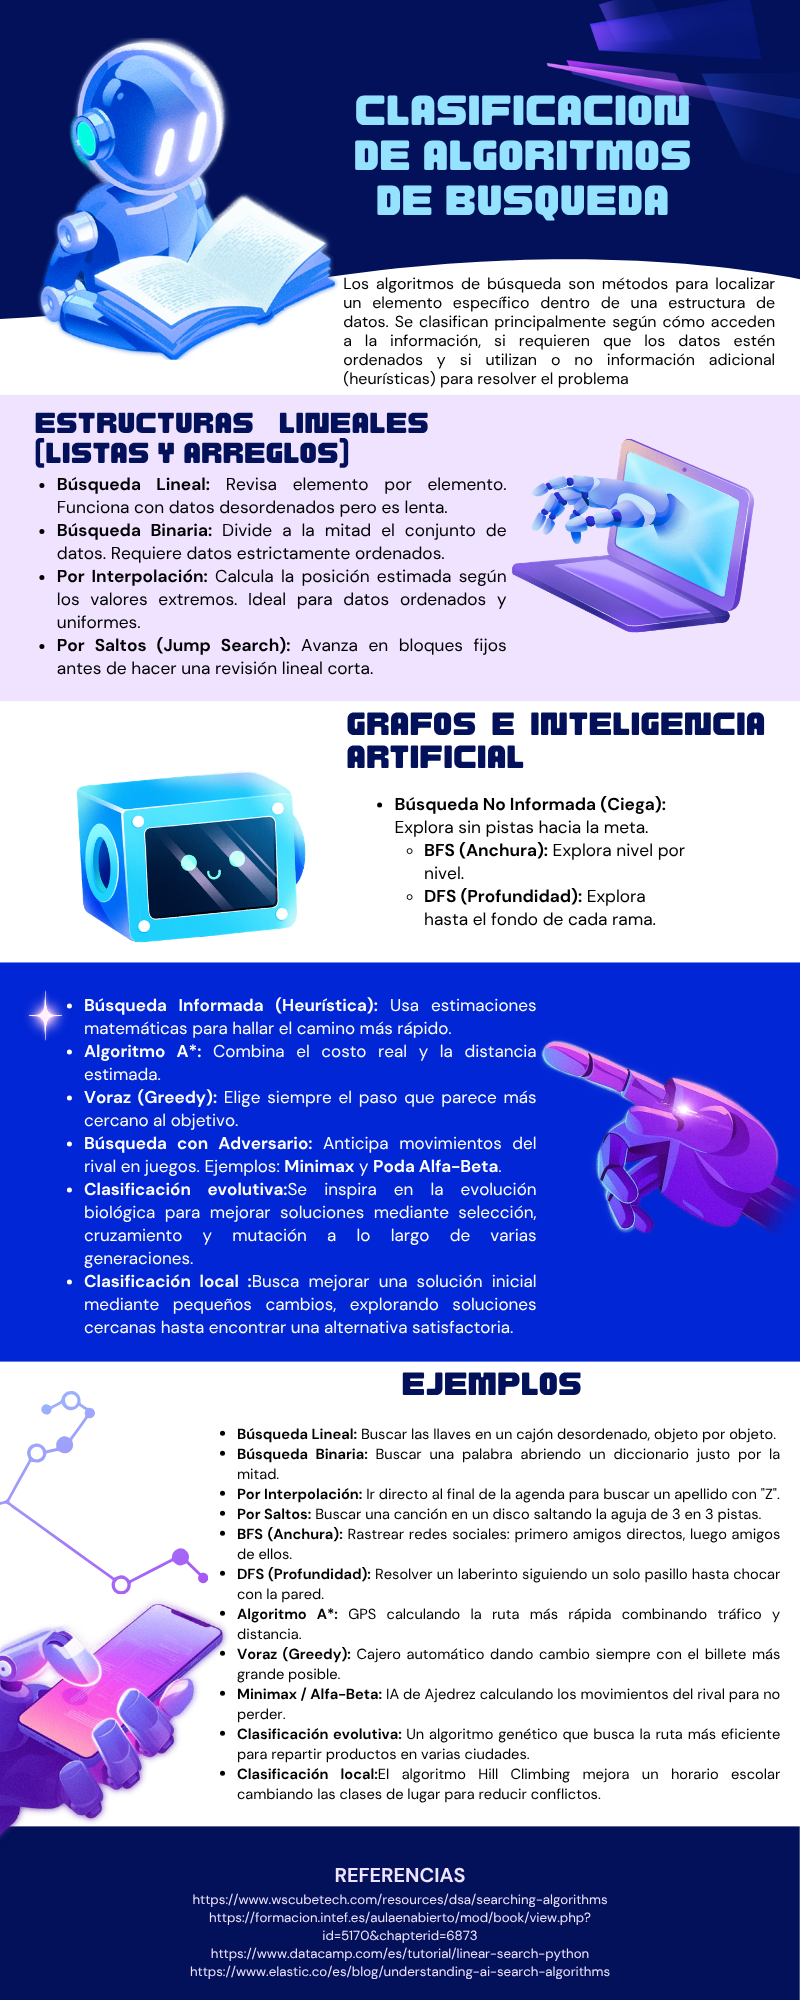 CLASIFICACION
DE ALGORITMOS
DE BUSQUEDA
Los algoritmos de búsqueda son métodos para localizar
un elemento específico dentro de una estructura de
datos. Se clasifican principalmente según cómo acceden
a la información, si requieren que los datos estén
ordenados y si utilizan o no información adicional
(heurísticas) para resolver el problema
ESTRUCTURAS LINEALES
(LISTAS Y ARREGLOS)
• Búsqueda Lineal: Revisa elemento por elemento.
Funciona con datos desordenados pero es lenta.
• Búsqueda Binaria: Divide a la mitad el conjunto de
datos. Requiere datos estrictamente ordenados.
• Por Interpolación: Calcula la posición estimada según
los valores extremos. Ideal para datos ordenados y
uniformes.
• Por Saltos (Jump Search): Avanza en bloques fijos
antes de hacer una revisión lineal corta.
GRAFOS E INTELIGENCIA
ARTIFICIAL
• Búsqueda No Informada (Ciega):
Explora sin pistas hacia la meta.
◦ BFS (Anchura): Explora nivel por
nivel.
◦ DFS (Profundidad): Explora
hasta el fondo de cada rama.
• Búsqueda Informada (Heurística): Usa estimaciones
matemáticas para hallar el camino más rápido.
• Algoritmo A*: Combina el costo real y la distancia
estimada.
• Voraz (Greedy): Elige siempre el paso que parece más
cercano al objetivo.
• Búsqueda con Adversario: Anticipa movimientos del
rival en juegos. Ejemplos: Minimax y Poda Alfa-Beta.
• Clasificación evolutiva:Se inspira en la evolución
biológica para mejorar soluciones mediante selección,
cruzamiento y mutación a lo largo de varias
generaciones.
• Clasificación local :Busca mejorar una solución inicial
mediante pequeños cambios, explorando soluciones
cercanas hasta encontrar una alternativa satisfactoria.
EJEMPLOS
• Búsqueda Lineal: Buscar las llaves en un cajón desordenado, objeto por objeto.
• Búsqueda Binaria: Buscar una palabra abriendo un diccionario justo por la
mitad.
• Por Interpolación: Ir directo al final de la agenda para buscar un apellido con "Z".
• Por Saltos: Buscar una canción en un disco saltando la aguja de 3 en 3 pistas.
• BFS (Anchura): Rastrear redes sociales: primero amigos directos, luego amigos
de ellos.
• DFS (Profundidad): Resolver un laberinto siguiendo un solo pasillo hasta chocar
con la pared.
• Algoritmo A*: GPS calculando la ruta más rápida combinando tráfico y
distancia.
• Voraz (Greedy): Cajero automático dando cambio siempre con el billete más
grande posible.
• Minimax / Alfa-Beta: IA de Ajedrez calculando los movimientos del rival para no
perder.
• Clasificación evolutiva: Un algoritmo genético que busca la ruta más eficiente
para repartir productos en varias ciudades.
• Clasificación local:El algoritmo Hill Climbing mejora un horario escolar
cambiando las clases de lugar para reducir conflictos.
REFERENCIAS
https://www.wscubetech.com/resources/dsa/searching-algorithms
https://formacion.intef.es/aulaenabierto/mod/book/view.php?
id=5170&chapterid=6873
https://www.datacamp.com/es/tutorial/linear-search-python
https://www.elastic.co/es/blog/understanding-ai-search-algorithms